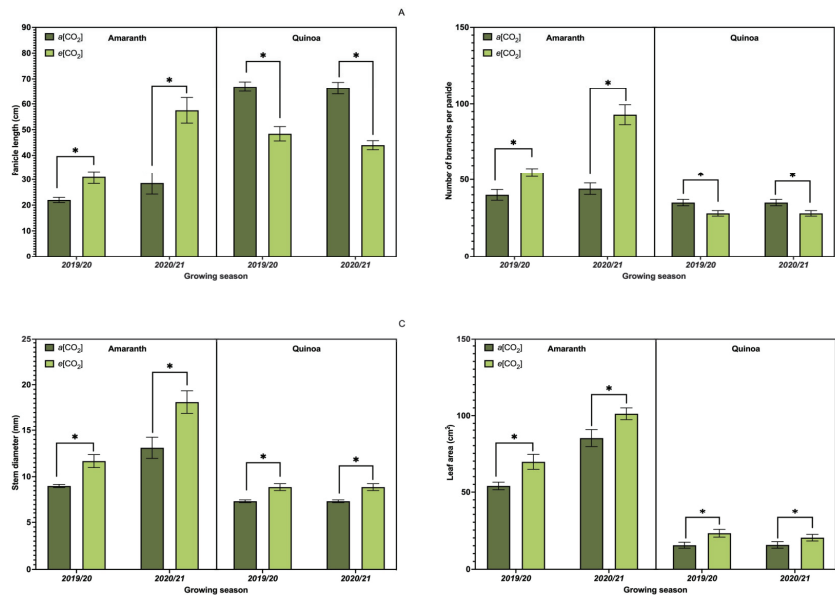 A
a[CO2]
e[CO2]
Amaranth
Quinoa
Fanicle length (cm)
90
80
70
60
50
40
30
20
10
0
*
*
*
*
2019/20
2020/21
2019/20
2020/21
Growing season
a[CO2]
e[CO2]
Amaranth
Quinoa
Number of branches per panide
150
100
50
0
*
*
*
*
2019/20
2020/21
2019/20
2020/21
Growing season
C
a[CO2]
e[CO2]
Amaranth
Quinoa
Stem diameter (nm)
25
20
15
10
5
0
*
*
*
*
2019/20
2020/21
2019/20
2020/21
Growing season
a[CO2]
e[CO2]
Amaranth
Quinoa
Leaf area (cm²)
150
100
50
0
*
*
*
*
2019/20
2020/21
2019/20
2020/21
Growing season